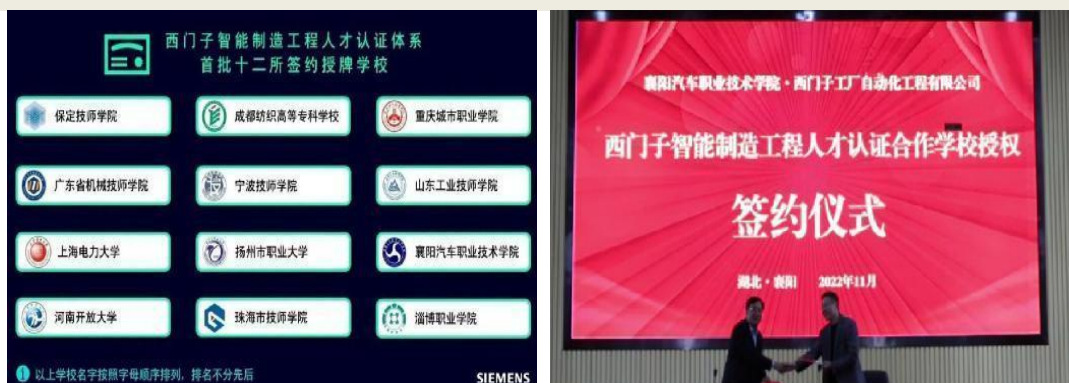 西门子智能制造工程人才认证体系
首批十二所签约授牌学校
保定技师学院
成都纺织高等专科学校
重庆城市职业学院
广东省机械技师学院
宁波技师学院
山东工业技师学院
上海电力大学
扬州市职业大学
襄阳汽车职业技术学院
河南开放大学
珠海市技师学院
淄博职业学院
1 以上学校名字按照字母顺序排列，排名不分先后
SIEMENS
襄阳汽车职业技术学院·西门子工厂自动化工程有限公司
西门子智能制造工程人才认证合作学校授权
签约仪式
湖北·襄阳 2022年11月